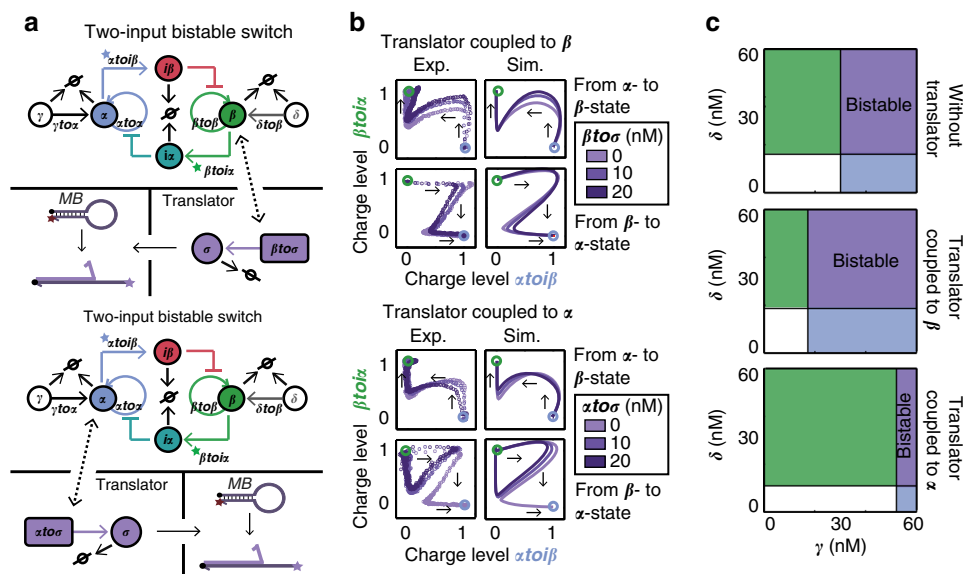 a
Two-input bistable switch
αtoiβ
iβ
γ
γtoα
α
αtoα
βtoβ
β
δtoβ
δ
iα
βtoiα
MB
Translator
σ
βtoσ
Two-input bistable switch
αtoiβ
iβ
γ
γtoα
α
αtoα
βtoβ
β
δtoβ
δ
iα
βtoiα
Translator
MB
αtoσ
σ
b
Translator coupled to β
Exp.
Sim.
βtoiα
Charge level
1
0
1
0
0 1 0 1
Charge level αtoiβ
From α- to
β-state
βtoσ (nM)
0
10
20
From β- to
α-state
Translator coupled to α
Exp.
Sim.
βtoiα
Charge level
1
0
1
0
0 1 0 1
Charge level αtoiβ
From α- to
β-state
αtoσ (nM)
0
10
20
From β- to
α-state
c
δ (nM)
60
30
0
Bistable
Without
translator
δ (nM)
60
30
0
Bistable
Translator
coupled to β
δ (nM)
60
30
0
Bistable
Translator
coupled to α
0 30 60
γ (nM)